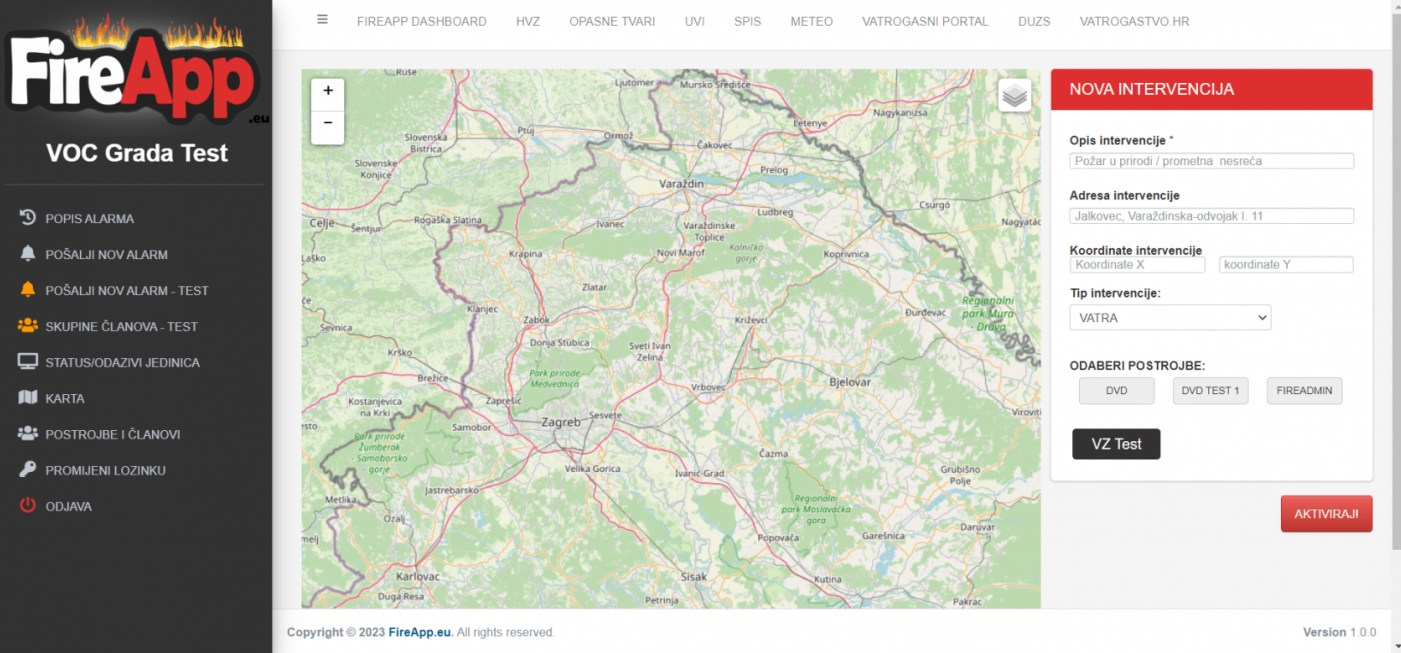 FireApp
.eu
VOC Grada Test
POPIS ALARMA
POŠALJI NOV ALARM
POŠALJI NOV ALARM - TEST
SKUPINE ČLANOVA - TEST
STATUS/ODAZIVI JEDINICA
KARTA
POSTROJBE I ČLANOVI
PROMIJENI LOZINKU
ODJAVA
FIREAPP DASHBOARD HVZ OPASNE TVARI UVI SPIS METEO VATROGASNI PORTAL DUZS VATROGASTVO.HR
+
−
Ruše
Ljutomer
Mursko Središče
Letenye
Nagykanizsa
Slovenska
Bistrica
Ptuj
Ormož
Čakovec
Slovenske
Konjice
Varaždin
Prelog
Csurgó
Celje
Šentjur
Rogaška Slatina
Ivanec
Varaždinske
Toplice
Ludbreg
Nagyatác
Laško
Krapina
Novi Marof
Kalničko
gorje
Koprivnica
Zlatar
Klanjec
Zabok
Križevci
Đurđevac
Regionalni
park Mura
- Drava
Sevnica
Donja Stubica
Sveti Ivan
Zelina
Krško
Brežice
Park prirode
Medvednica
Vrbovec
Bjelovar
Kostanjevica
na Krki
Zaprešić
Zagreb
Sesvete
Viroviti
esto
Samobor
Park prirode
Žumberak
- Samoborsko
gorje
Velika Gorica
Ivanić-Grad
Čazma
Grubišno
Polje
Metlika
Jastrebarsko
Ozalj
Regionalni
park Moslavačka
gora
Popovača
Garešnica
Daruvar
melj
Karlovac
Duga Resa
Sisak
Petrinja
Kutina
Pakrac
NOVA INTERVENCIJA
Opis intervencije *
Požar u prirodi / prometna nesreća
Adresa intervencije
Jalkovec, Varaždinska-odvojak I. 11
Koordinate intervencije
Koordinate X koordinate Y
Tip intervencije:
VATRA
ODABERI POSTROJBE:
DVD DVD TEST 1 FIREADMIN
VZ Test
AKTIVIRAJ!
Copyright © 2023 FireApp.eu. All rights reserved.
Version 1.0.0